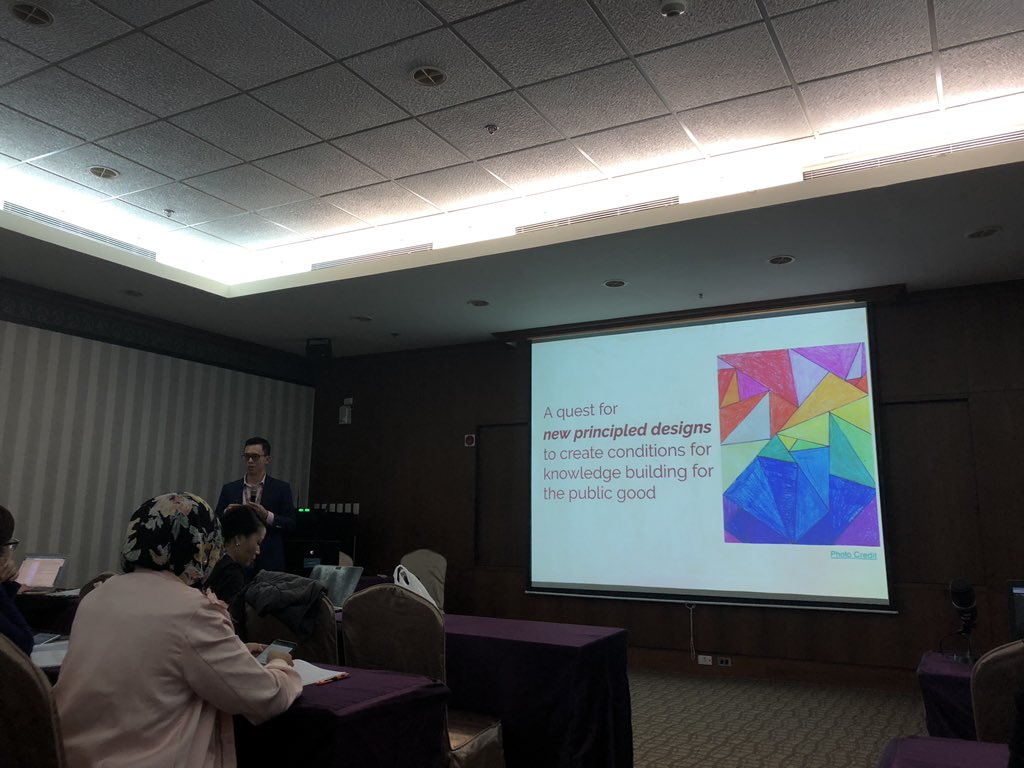 A quest for
new principled designs
to create conditions for
knowledge building for
the public good
Photo Credit